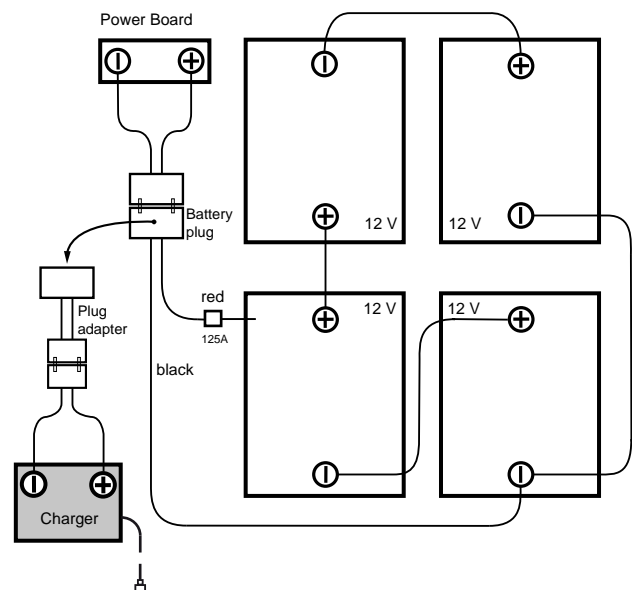 Power Board
12 V
12 V
Battery
plug
red
125A
12 V
12 V
Plug
adapter
black
Charger